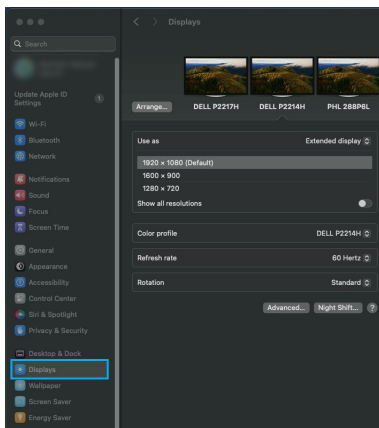 Displays
Search
Update Apple ID
Settings
1
Wi-Fi
Bluetooth
Network
Notifications
Sound
Focus
Screen Time
General
Appearance
Accessibility
Control Center
Siri & Spotlight
Privacy & Security
Desktop & Dock
Displays
Wallpaper
Screen Saver
Energy Saver
Arrange... DELL P2217H DELL P2214H PHL 288P6L
Use as Extended display
1920 × 1080 (Default)
1600 × 900
1280 × 720
Show all resolutions
Color profile DELL P2214H
Refresh rate 60 Hertz
Rotation Standard
Advanced... Night Shift... ?